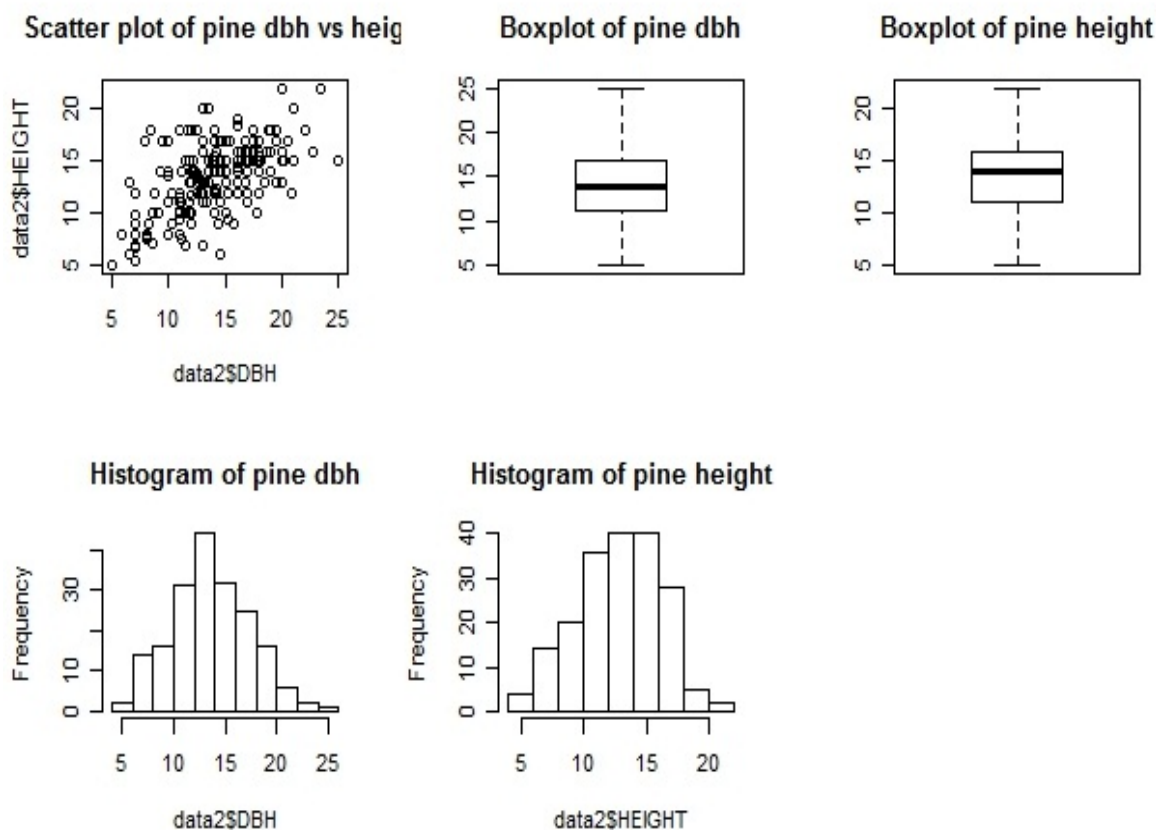 Scatter plot of pine dbh vs heig
data2$HEIGHT
5 10 15 20
5 10 15 20 25
data2$DBH
Boxplot of pine dbh
5 10 15 20 25
Boxplot of pine height
5 10 15 20
Histogram of pine dbh
Frequency
0 10 30
5 10 15 20 25
data2$DBH
Histogram of pine height
Frequency
0 10 20 30 40
5 10 15 20
data2$HEIGHT